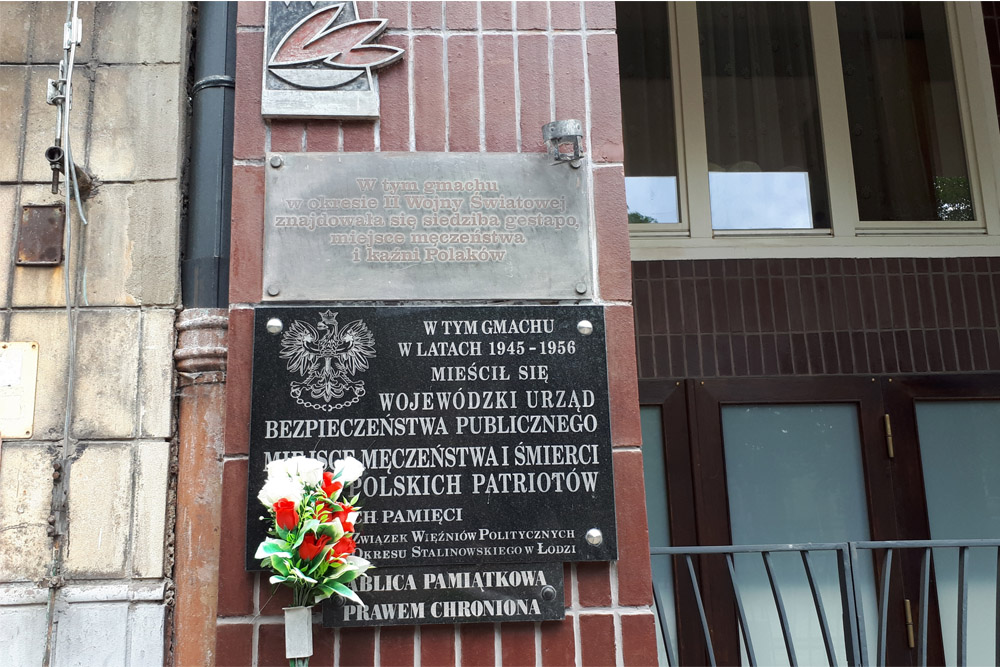 W tym gmachu
w okresie II Wojny Światowej
znajdowała się siedziba gestapo,
miejsce męczeństwa
i kaźni Polaków
W TYM GMACHU
W LATACH 1945 - 1956
MIEŚCIŁ SIĘ
WOJEWÓDZKI URZĄD
BEZPIECZEŃSTWA PUBLICZNEGO
MIEJSCE MĘCZEŃSTWA I ŚMIERCI
POLSKICH PATRIOTÓW
CH PAMIĘCI
ZWIĄZEK WIĘŹNIÓW POLITYCZNYCH
OKRESU STALINOWSKIEGO W ŁODZI
TABLICA PAMIĄTKOWA
PRAWEM CHRONIONA